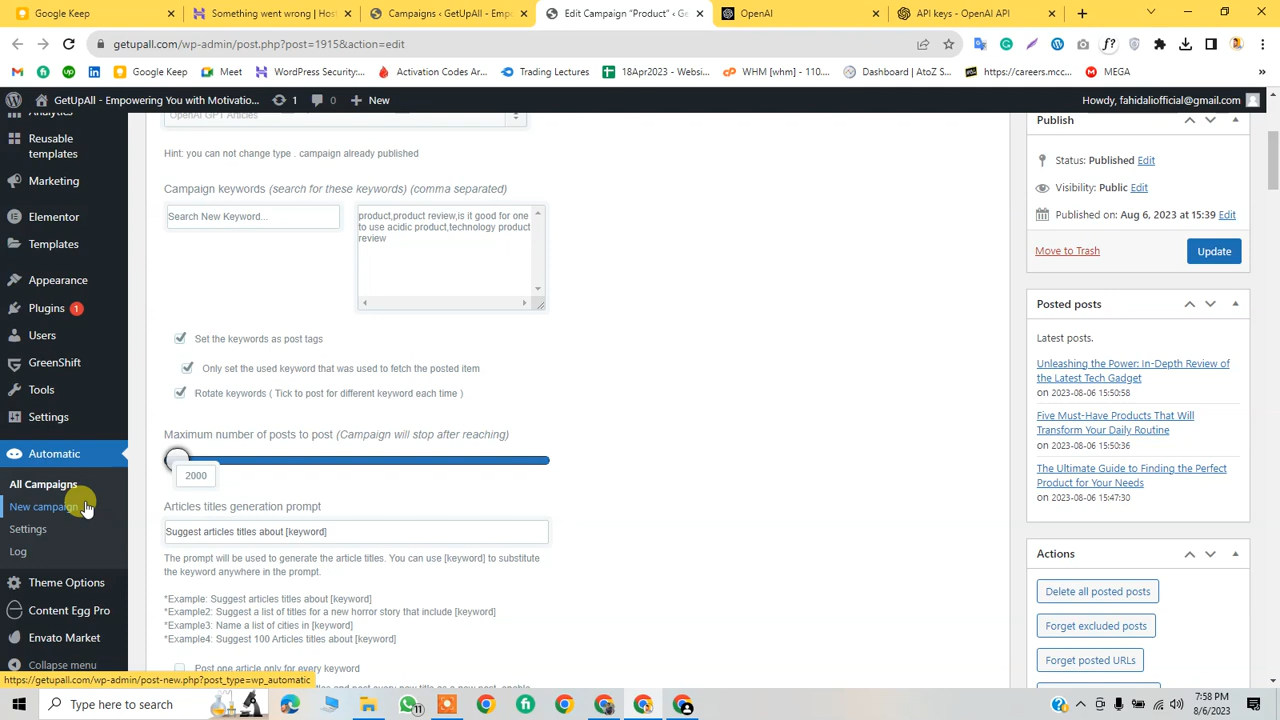 Google Keep
Something went wrong | Host
Campaigns ‹ GetUpAll - Empower
Edit Campaign "Product" ‹ Ge
OpenAI
API keys - OpenAI API
getupall.com/wp-admin/post.php?post=1915&action=edit
Google Keep
Meet
WordPress Security:...
Activation Codes Ar...
Trading Lectures
18Apr2023 - Websi...
WHM [whm] - 110....
Dashboard | AtoZ S...
https://careers.mcc...
MEGA
GetUpAll - Empowering You with Motivatio...
1
0
New
Howdy, fahidaliofficial@gmail.com
Analytics
Reusable
templates
Marketing
Elementor
Templates
Appearance
Plugins 1
Users
GreenShift
Tools
Settings
Automatic
All Campaigns
New campaign
Settings
Log
Theme Options
Content Egg Pro
Envato Market
Collapse menu
OpenAI GPT Articles
Hint: you can not change type . campaign already published
Campaign keywords (search for these keywords) (comma separated)
Search New Keyword...
product,product review,is it good for one
to use acidic product,technology product
review
Set the keywords as post tags
Only set the used keyword that was used to fetch the posted item
Rotate keywords ( Tick to post for different keyword each time )
Maximum number of posts to post (Campaign will stop after reaching)
2000
Articles titles generation prompt
Suggest articles titles about [keyword]
The prompt will be used to generate the article titles. You can use [keyword] to substitute
the keyword anywhere in the prompt.
*Example: Suggest articles titles about [keyword]
*Example2: Suggest a list of titles for a new horror story that include [keyword]
*Example3: Name a list of cities in [keyword]
*Example4: Suggest 100 Articles titles about [keyword]
Post one article only for every keyword
Publish
Status: Published Edit
Visibility: Public Edit
Published on: Aug 6, 2023 at 15:39 Edit
Move to Trash
Update
Posted posts
Latest posts.
Unleashing the Power: In-Depth Review of
the Latest Tech Gadget
on 2023-08-06 15:50:58
Five Must-Have Products That Will
Transform Your Daily Routine
on 2023-08-06 15:50:36
The Ultimate Guide to Finding the Perfect
Product for Your Needs
on 2023-08-06 15:47:30
Actions
Delete all posted posts
Forget excluded posts
Forget posted URLs
https://getupall.com/wp-admin/post-new.php?post_type=wp_automatic
Type here to search
11
7:58 PM
8/6/2023